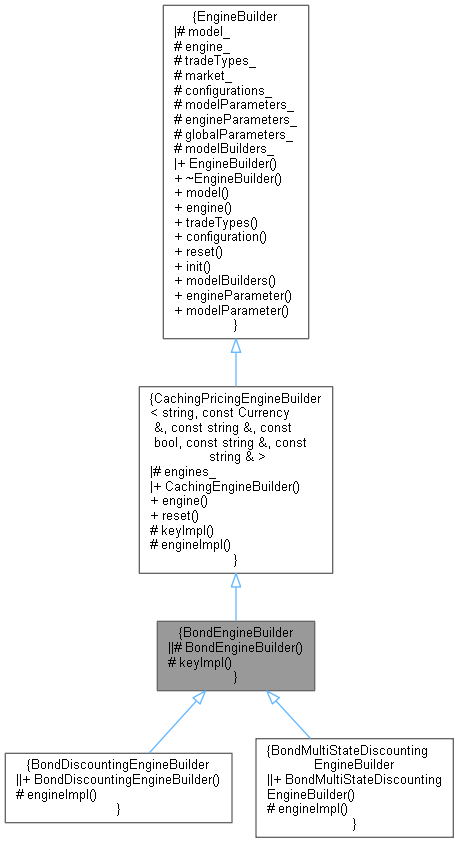 {EngineBuilder
|# model_
# engine_
# tradeTypes_
# market_
# configurations_
# modelParameters_
# engineParameters_
# globalParameters_
# modelBuilders_
|+ EngineBuilder()
+ ~EngineBuilder()
+ model()
+ engine()
+ tradeTypes()
+ configuration()
+ reset()
+ init()
+ modelBuilders()
+ engineParameter()
+ modelParameter()
}
{CachingPricingEngineBuilder
< string, const Currency
&, const string &, const
bool, const string &, const
string & >
|# engines_
|+ CachingEngineBuilder()
+ engine()
+ reset()
# keyImpl()
# engineImpl()
}
{BondEngineBuilder
||# BondEngineBuilder()
# keyImpl()
}
{BondDiscountingEngineBuilder
||+ BondDiscountingEngineBuilder()
# engineImpl()
}
{BondMultiStateDiscounting
EngineBuilder
||+ BondMultiStateDiscounting
EngineBuilder()
# engineImpl()
}